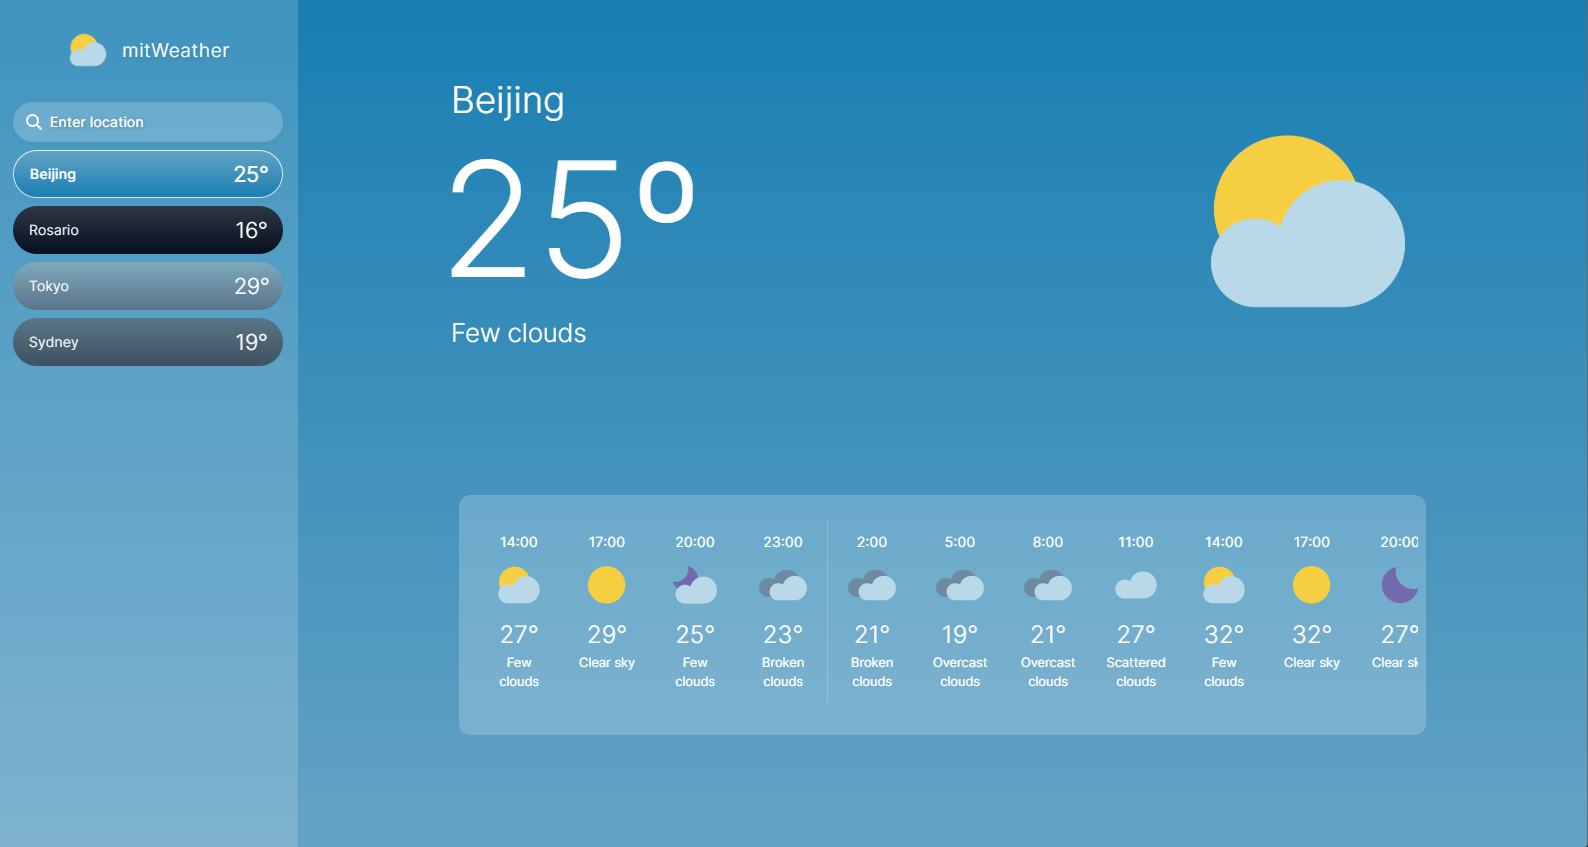 mitWeather
Enter location
Beijing 25°
Rosario 16°
Tokyo 29°
Sydney 19°
Beijing
25º
Few clouds
14:00 17:00 20:00 23:00 2:00 5:00 8:00 11:00 14:00 17:00 20:00
27° 29° 25° 23° 21° 19° 21° 27° 32° 32° 27°
Few Clear sky Few Broken Broken Overcast Overcast Scattered Few Clear sky Clear
clouds clouds clouds clouds clouds clouds clouds clouds